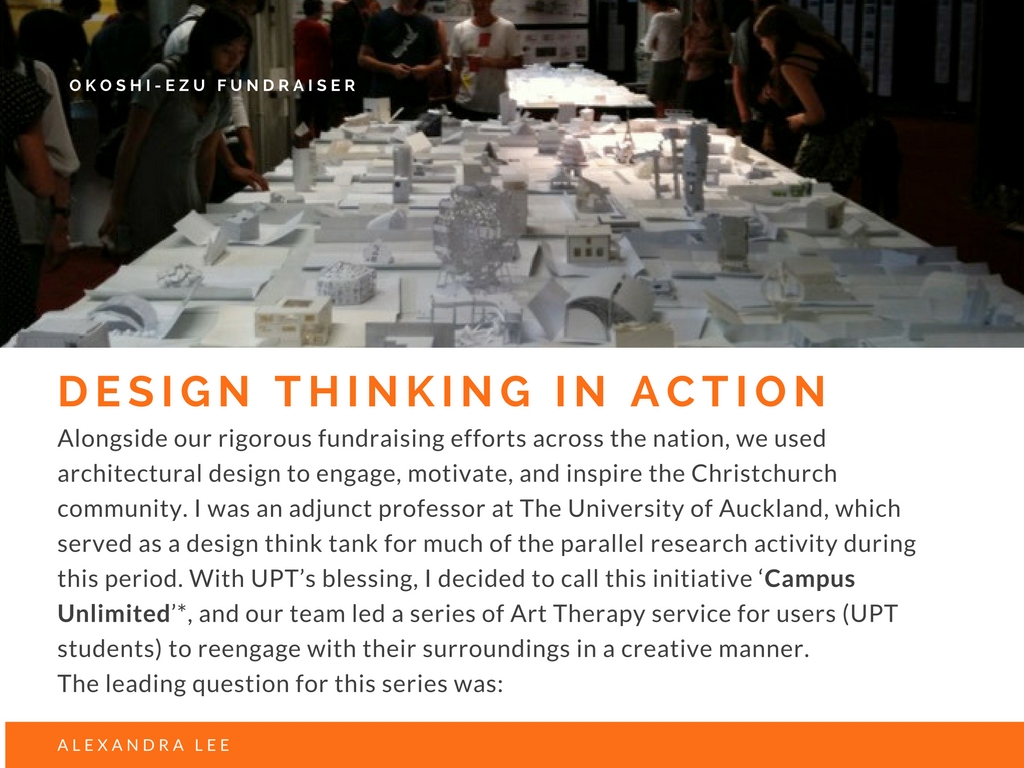 OKOSHI-EZU FUNDRAISER
DESIGN THINKING IN ACTION
Alongside our rigorous fundraising efforts across the nation, we used
architectural design to engage, motivate, and inspire the Christchurch
community. I was an adjunct professor at The University of Auckland, which
served as a design think tank for much of the parallel research activity during
this period. With UPT’s blessing, I decided to call this initiative ‘Campus
Unlimited’*, and our team led a series of Art Therapy service for users (UPT
students) to reengage with their surroundings in a creative manner.
The leading question for this series was:
ALEXANDRA LEE